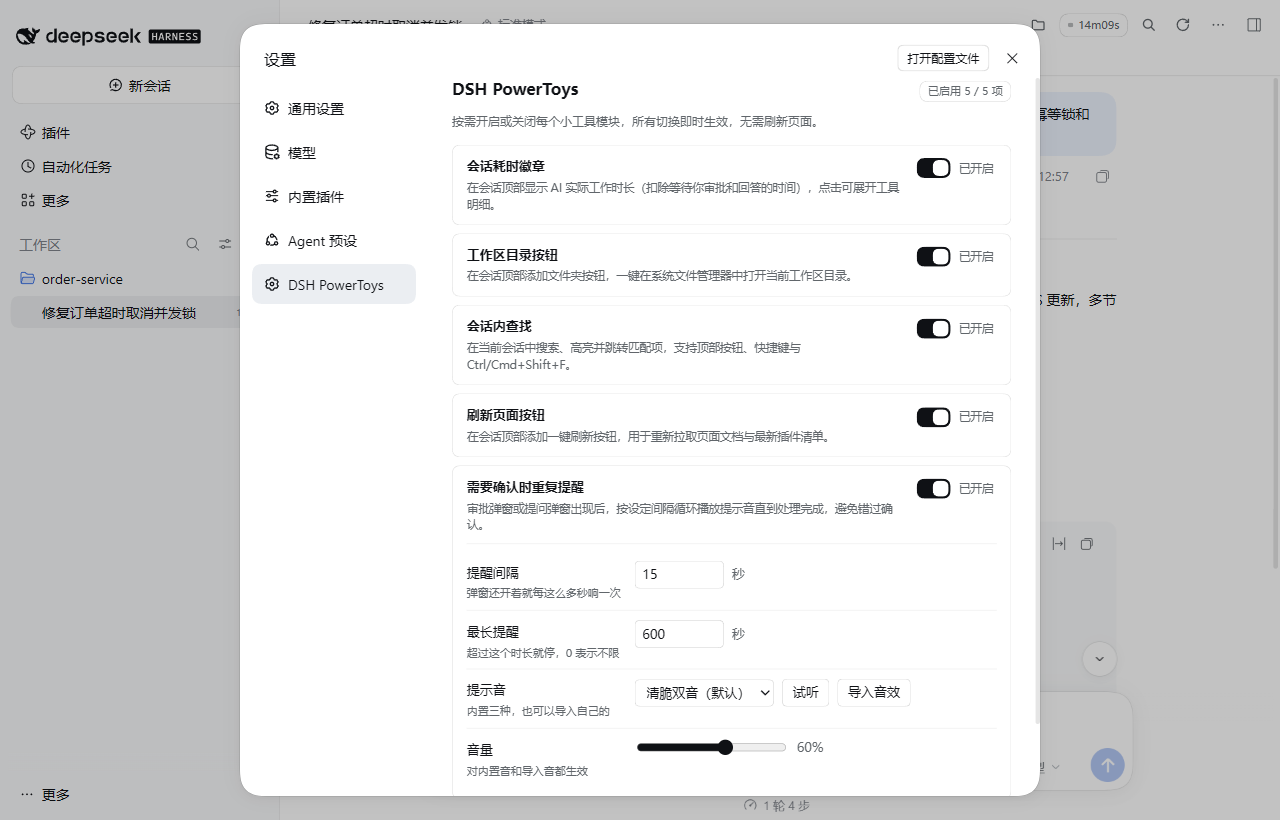 deepseek HARNESS
新会话
插件
自动化任务
更多
工作区
order-service
修复订单超时取消并发锁
更多
14m09s
设置
打开配置文件
通用设置
模型
内置插件
Agent 预设
DSH PowerToys
DSH PowerToys
已启用 5 / 5 项
按需开启或关闭每个小工具模块，所有切换即时生效，无需刷新页面。
会话耗时徽章
已开启
在会话顶部显示 AI 实际工作时长（扣除等待你审批和回答的时间），点击可展开工具
明细。
工作区目录按钮
已开启
在会话顶部添加文件夹按钮，一键在系统文件管理器中打开当前工作区目录。
会话内查找
已开启
在当前会话中搜索、高亮并跳转匹配项，支持顶部按钮、快捷键与
Ctrl/Cmd+Shift+F。
刷新页面按钮
已开启
在会话顶部添加一键刷新按钮，用于重新拉取页面文档与最新插件清单。
需要确认时重复提醒
已开启
审批弹窗或提问弹窗出现后，按设定间隔循环播放提示音直到处理完成，避免错过确
认。
提醒间隔
弹窗还开着就每这么多秒响一次
15 秒
最长提醒
超过这个时长就停，0 表示不限
600 秒
提示音
内置三种，也可以导入自己的
清脆双音（默认） 试听 导入音效
音量
对内置音和导入音都生效
60%
等锁和
12:57
更新，多节
1 轮 4 步